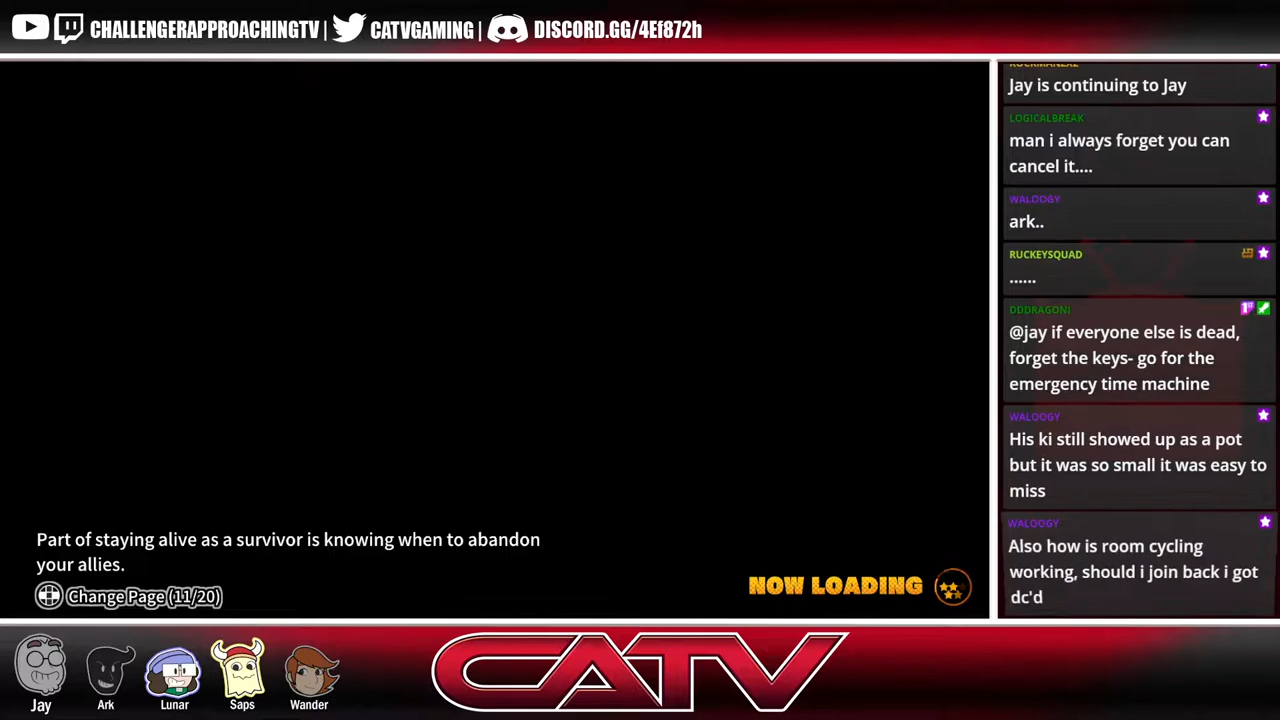 CHALLENGERAPPROACHINGTV | CATVGAMING | DISCORD.GG/4Ef872h
Jay is continuing to Jay
LOGICALBREAK
man i always forget you can
cancel it....
WALOOGY
ark..
RUCKEYSQUAD
......
DDDRAGONI
@jay if everyone else is dead,
forget the keys- go for the
emergency time machine
WALOOGY
His ki still showed up as a pot
but it was so small it was easy to
miss
WALOOGY
Also how is room cycling
working, should i join back i got
dc'd
Part of staying alive as a survivor is knowing when to abandon
your allies.
Change Page (11/20)
NOW LOADING
Jay
Ark
Lunar
Saps
Wander
CATV